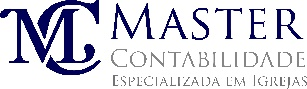 MC MASTER
CONTABILIDADE
ESPECIALIZADA EM IGREJAS